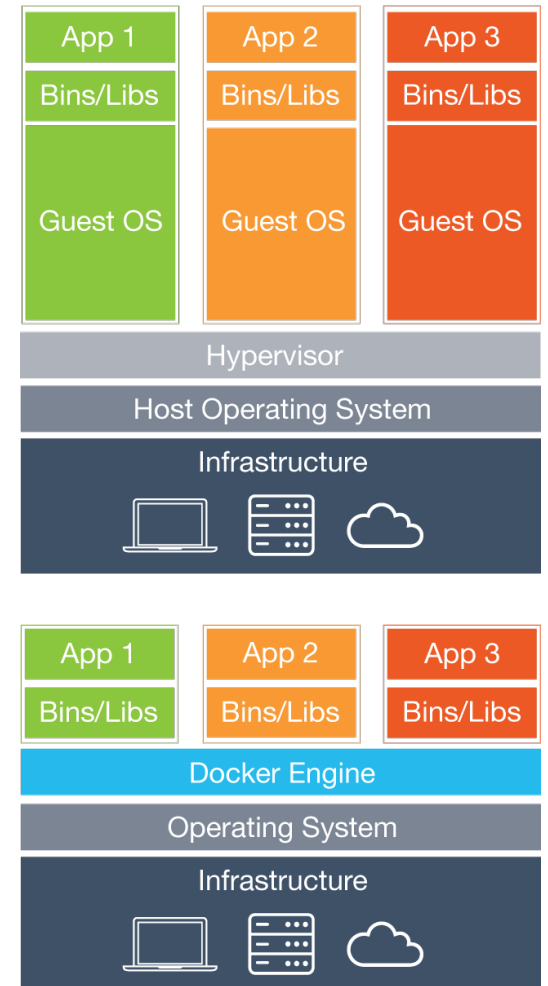 App 1
App 2
App 3
Bins/Libs
Bins/Libs
Bins/Libs
Guest OS
Guest OS
Guest OS
Hypervisor
Host Operating System
Infrastructure
App 1
App 2
App 3
Bins/Libs
Bins/Libs
Bins/Libs
Docker Engine
Operating System
Infrastructure